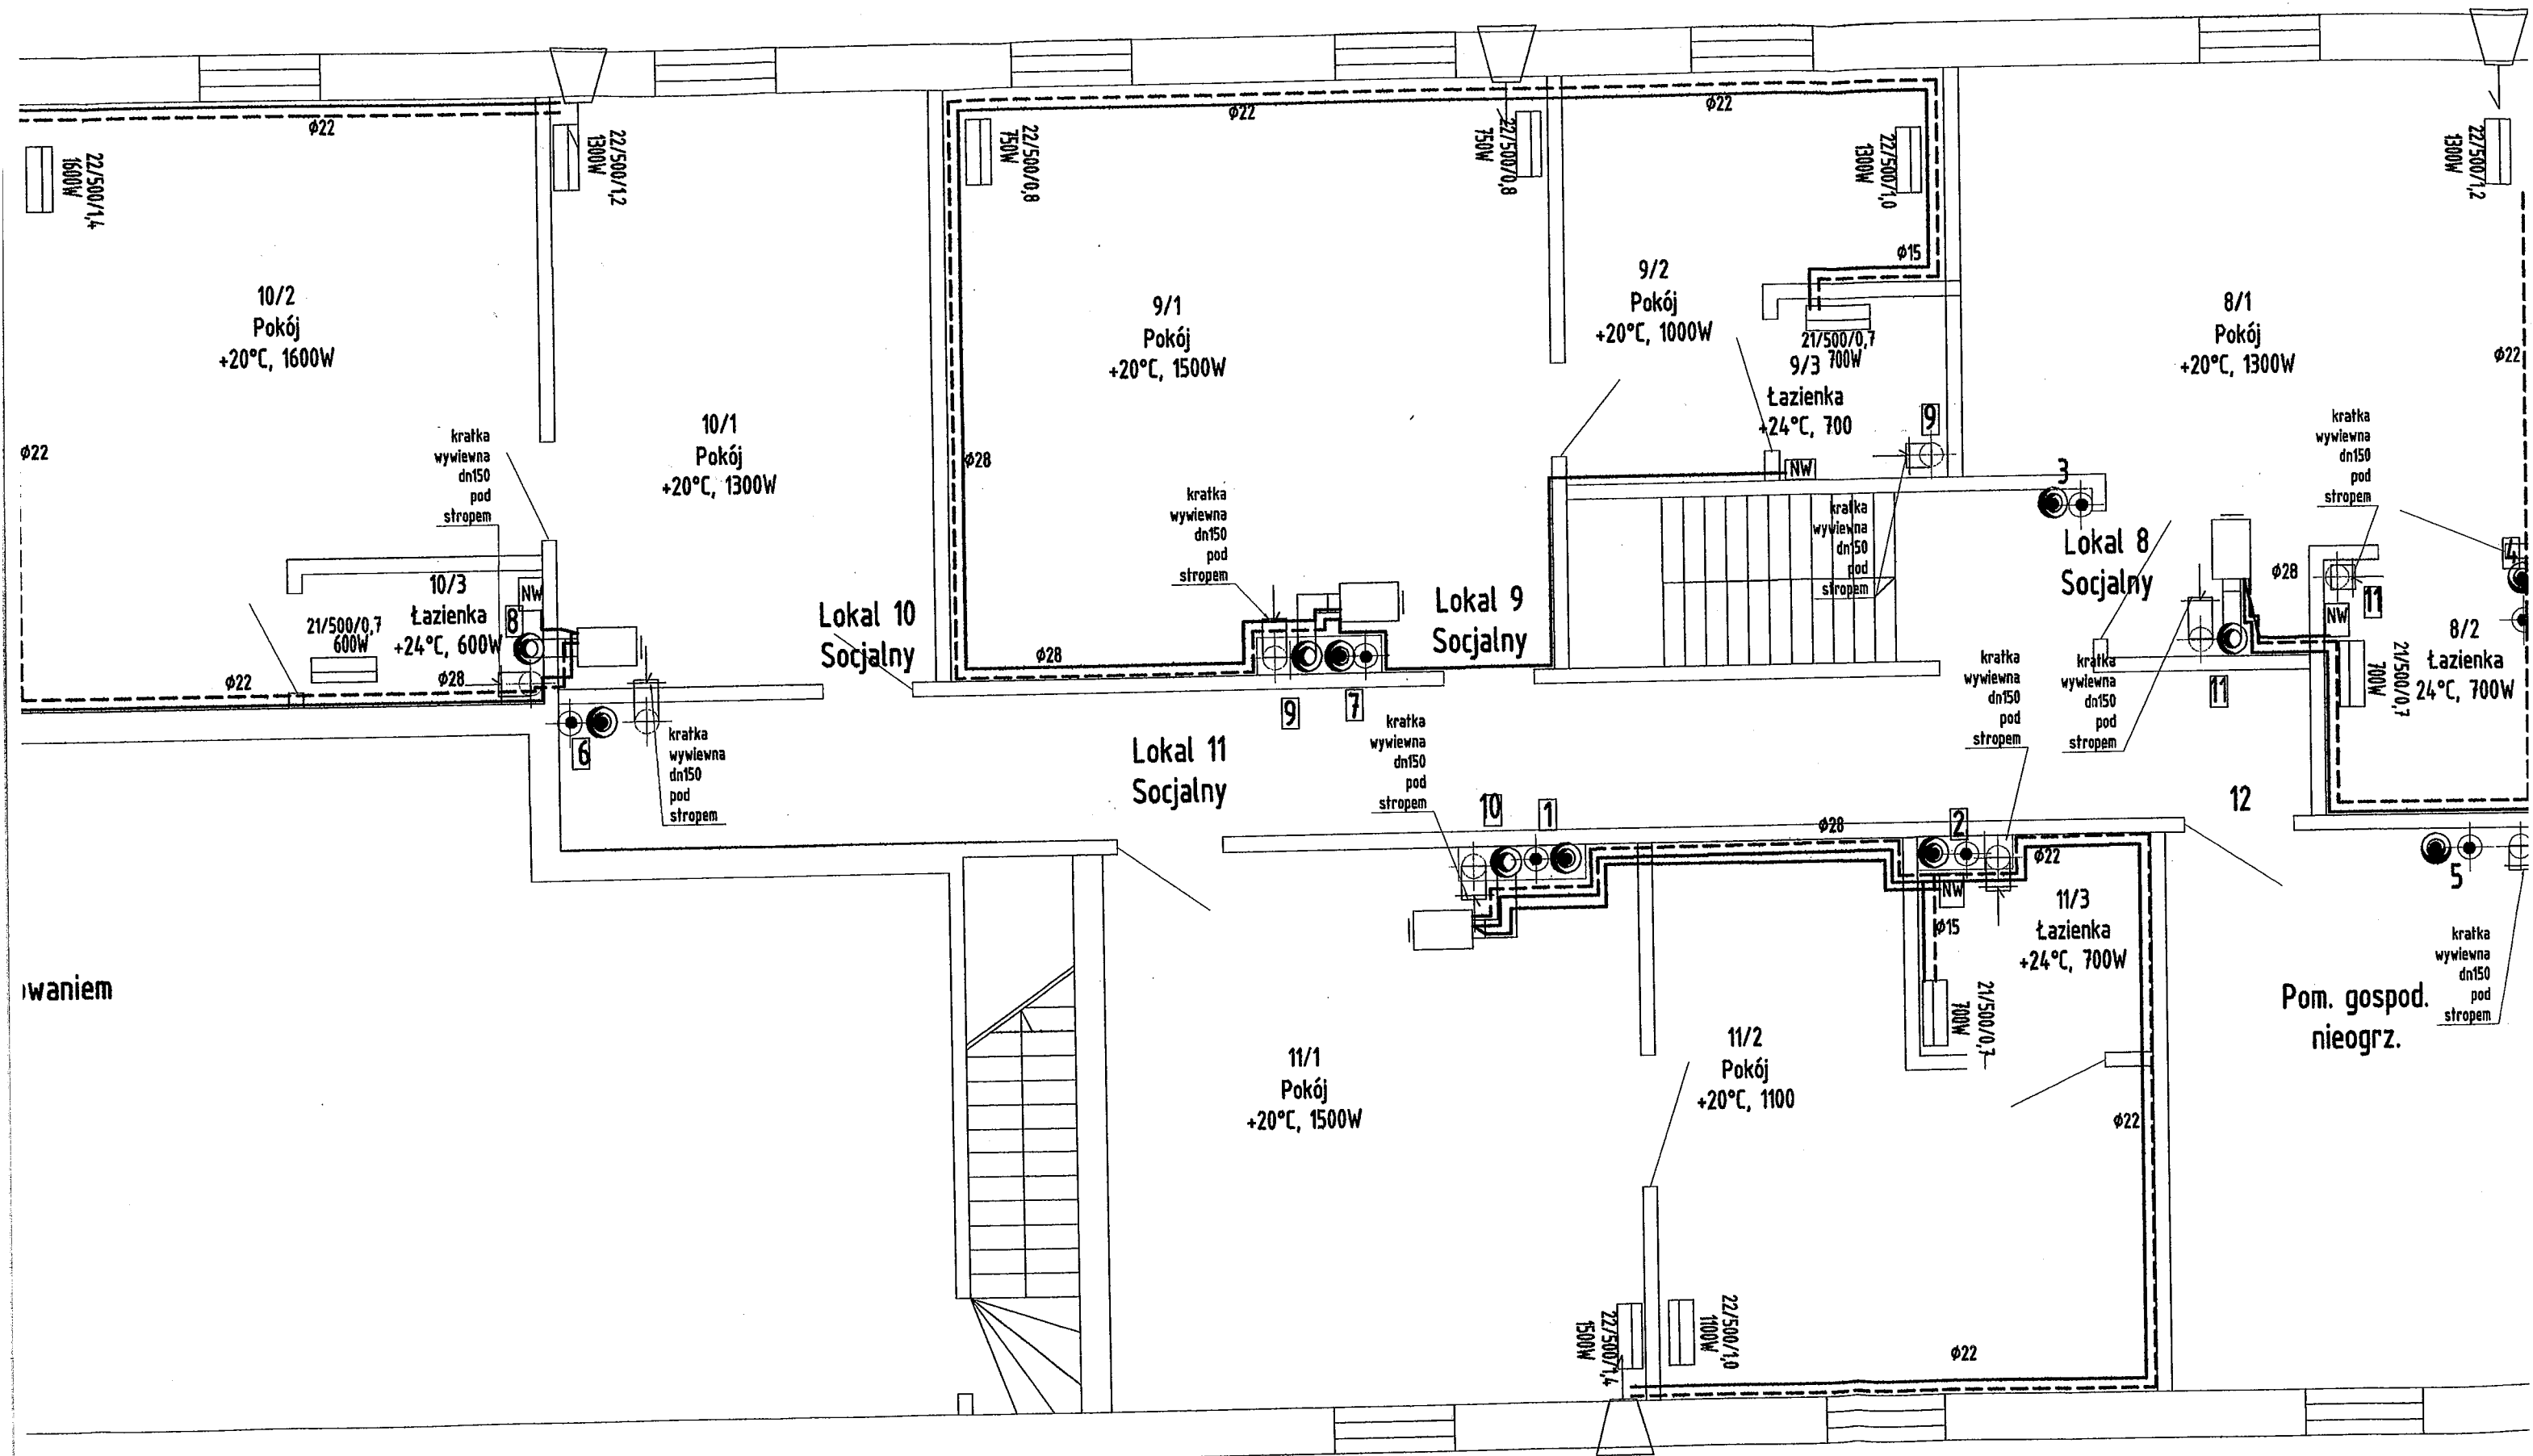 ø22
22/500/1,4
1600W
22/500/1,2
1300W
10/2
Pokój
+20°C, 1600W
ø22
kratka
wywiewna
dn150
pod
stropem
10/1
Pokój
+20°C, 1300W
10/3
Łazienka
+24°C, 600W
NW
8
21/500/0,7
600W
ø22
ø28
6
kratka
wywiewna
dn150
pod
stropem
Lokal 10
Socjalny
ø22
22/500/0,8
750W
22/500/0,8
750W
9/1
Pokój
+20°C, 1500W
ø28
kratka
wywiewna
dn150
pod
stropem
ø28
9
7
Lokal 9
Socjalny
ø22
22/500/1,0
1300W
ø15
9/2
Pokój
+20°C, 1000W
21/500/0,7
700W
9/3
Łazienka
+24°C, 700
9
NW
kratka
wywiewna
dn150
pod
stropem
3
22/500/1,2
1300W
8/1
Pokój
+20°C, 1300W
ø22
kratka
wywiewna
dn150
pod
stropem
Lokal 8
Socjalny
4
ø28
11
NW
8/2
Łazienka
24°C, 700W
21/500/0,7
700W
kratka
wywiewna
dn150
pod
stropem
kratka
wywiewna
dn150
pod
stropem
11
12
Lokal 11
Socjalny
kratka
wywiewna
dn150
pod
stropem
10
1
ø28
2
ø22
NW
ø15
11/3
Łazienka
+24°C, 700W
21/500/0,7
700W
5
kratka
wywiewna
dn150
pod
stropem
Pom. gospod.
nieogrz.
owaniem
11/1
Pokój
+20°C, 1500W
11/2
Pokój
+20°C, 1100
ø22
22/500/1,4
1500W
22/500/1,0
1100W
ø22